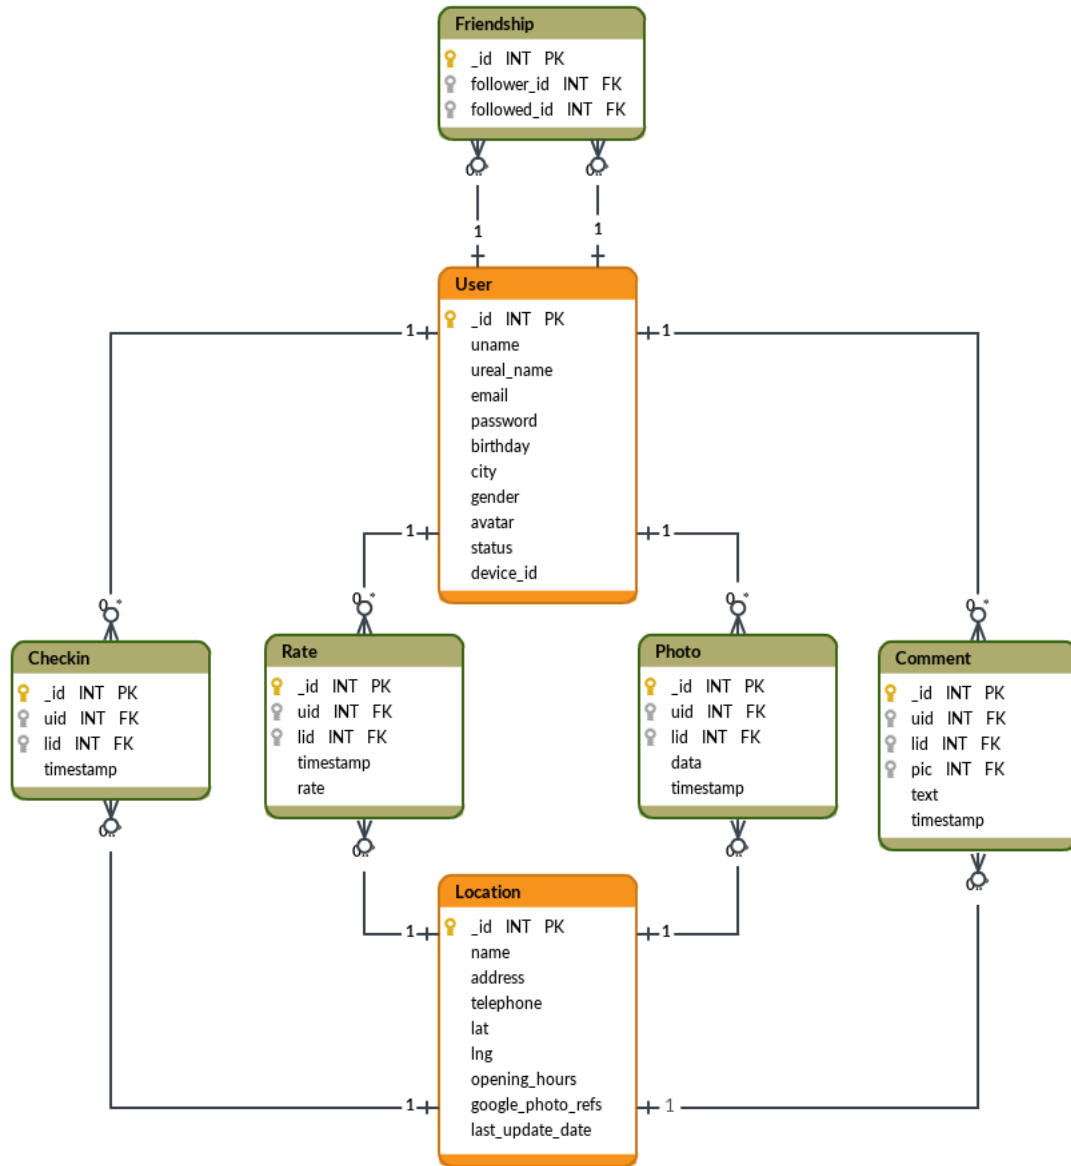 Friendship
_id INT PK
follower_id INT FK
followed_id INT FK
0..*
0..*
1
1
User
_id INT PK
uname
ureal_name
email
password
birthday
city
gender
avatar
status
device_id
1
1
1
1
0..*
0..*
0..*
0..*
Checkin
_id INT PK
uid INT FK
lid INT FK
timestamp
Rate
_id INT PK
uid INT FK
lid INT FK
timestamp
rate
Photo
_id INT PK
uid INT FK
lid INT FK
data
timestamp
Comment
_id INT PK
uid INT FK
lid INT FK
pic INT FK
text
timestamp
0..*
0..*
0..*
0..*
Location
_id INT PK
name
address
telephone
lat
lng
opening_hours
google_photo_refs
last_update_date
1
1
1
1